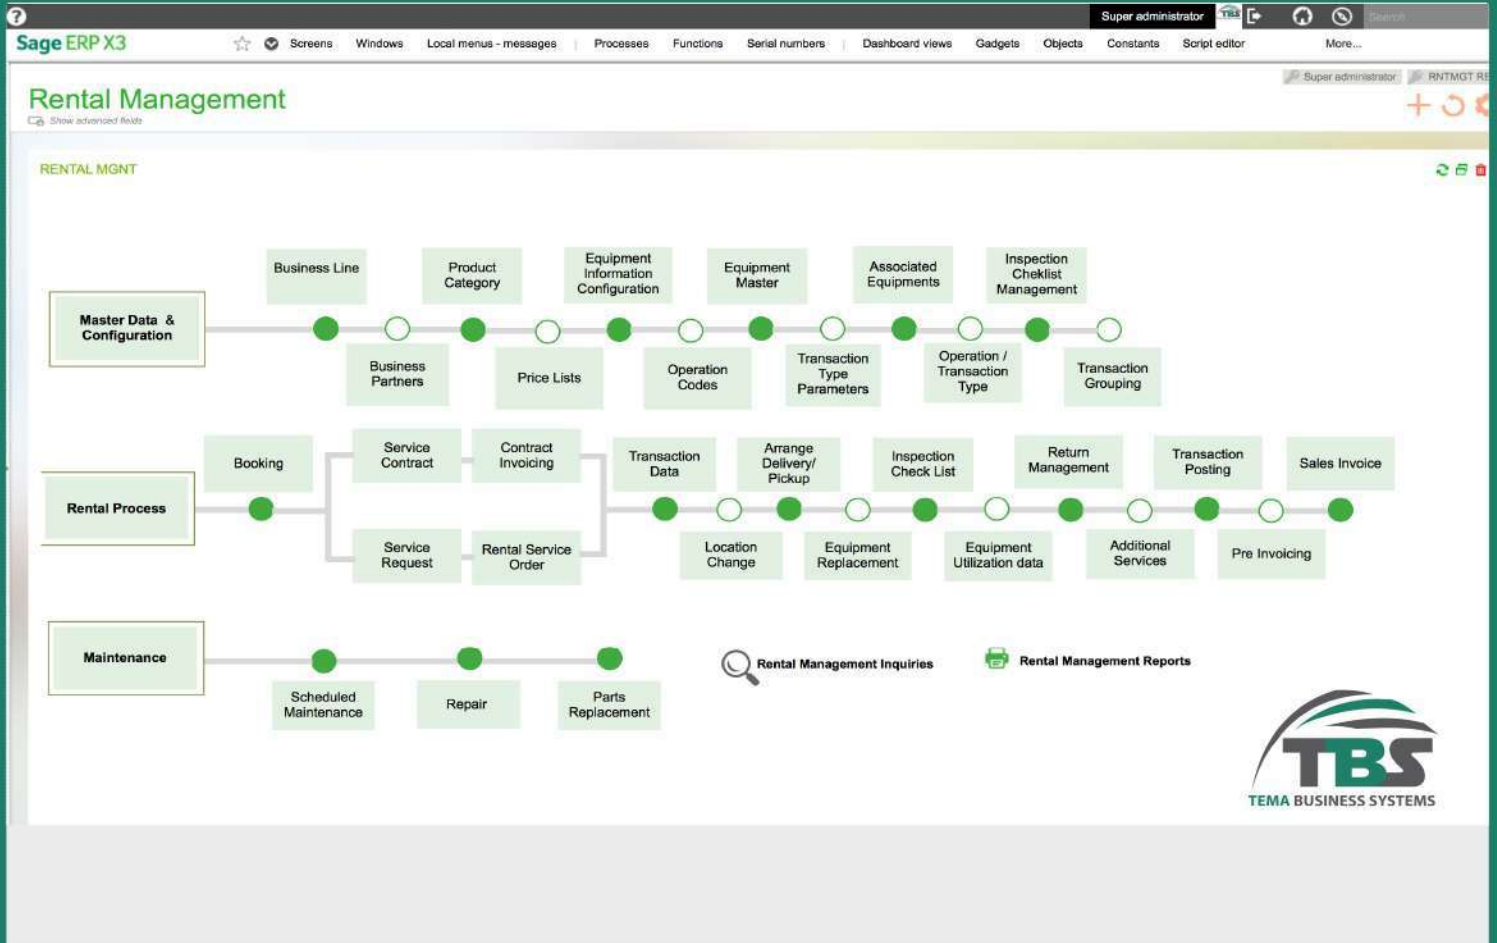 ?
Super administrator
TBS
Search
Sage ERP X3
Screens
Windows
Local menus - messages
Processes
Functions
Serial numbers
Dashboard views
Gadgets
Objects
Constants
Script editor
More...
Super administrator
RNTMGT RE
Rental Management
Show advanced fields
RENTAL MGNT
Master Data &
Configuration
Business Line
Product
Category
Equipment
Information
Configuration
Equipment
Master
Associated
Equipments
Inspection
Cheklist
Management
Business
Partners
Price Lists
Operation
Codes
Transaction
Type
Parameters
Operation /
Transaction
Type
Transaction
Grouping
Rental Process
Booking
Service
Contract
Contract
Invoicing
Service
Request
Rental Service
Order
Transaction
Data
Arrange
Delivery/
Pickup
Inspection
Check List
Return
Management
Transaction
Posting
Sales Invoice
Location
Change
Equipment
Replacement
Equipment
Utilization data
Additional
Services
Pre Invoicing
Maintenance
Scheduled
Maintenance
Repair
Parts
Replacement
Rental Management Inquiries
Rental Management Reports
TBS
TEMA BUSINESS SYSTEMS